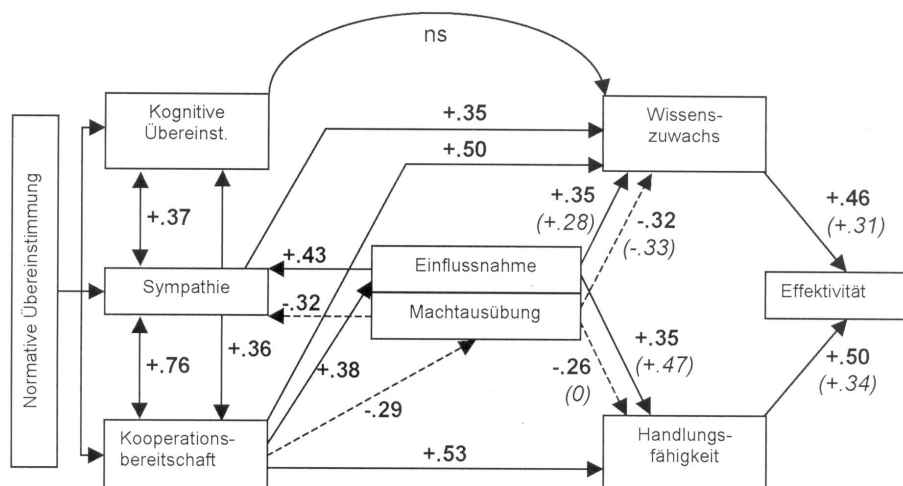 ns
Normative Übereinstimmung
Kognitive
Übereinst.
Wissens-
zuwachs
+.35
+.50
+.37
+.35
(+.28)
-.32
(-.33)
+.46
(+.31)
+.43
Einflussnahme
Sympathie
Effektivität
-.32
Machtausübung
+.76
+.36
+.38
-.29
+.35
(+.47)
-.26
(0)
+.50
(+.34)
Kooperations-
bereitschaft
+.53
Handlungs-
fähigkeit